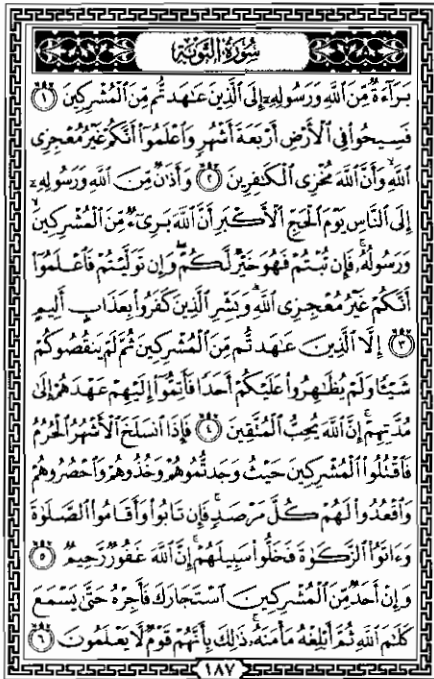 سُورَةُ التَّوْبَةِ
بَرَآءَةٌ مِّنَ ٱللَّهِ وَرَسُولِهِۦٓ إِلَى ٱلَّذِينَ عَٰهَدتُّم مِّنَ ٱلْمُشْرِكِينَ ١
فَسِيحُوا۟ فِى ٱلْأَرْضِ أَرْبَعَةَ أَشْهُرٍ وَٱعْلَمُوٓا۟ أَنَّكُمْ غَيْرُ مُعْجِزِى
ٱللَّهِ وَأَنَّ ٱللَّهَ مُخْزِى ٱلْكَٰفِرِينَ ٢ وَأَذَٰنٌ مِّنَ ٱللَّهِ وَرَسُولِهِۦٓ
إِلَى ٱلنَّاسِ يَوْمَ ٱلْحَجِّ ٱلْأَكْبَرِ أَنَّ ٱللَّهَ بَرِىٓءٌ مِّنَ ٱلْمُشْرِكِينَ
وَرَسُولُهُۥ فَإِن تُبْتُمْ فَهُوَ خَيْرٌ لَّكُمْ وَإِن تَوَلَّيْتُمْ فَٱعْلَمُوٓا۟
أَنَّكُمْ غَيْرُ مُعْجِزِى ٱللَّهِ وَبَشِّرِ ٱلَّذِينَ كَفَرُوا۟ بِعَذَابٍ أَلِيمٍ
٣ إِلَّا ٱلَّذِينَ عَٰهَدتُّم مِّنَ ٱلْمُشْرِكِينَ ثُمَّ لَمْ يَنقُصُوكُمْ
شَيْـًٔا وَلَمْ يُظَٰهِرُوا۟ عَلَيْكُمْ أَحَدًا فَأَتِمُّوٓا۟ إِلَيْهِمْ عَهْدَهُمْ إِلَىٰ
مُدَّتِهِمْ إِنَّ ٱللَّهَ يُحِبُّ ٱلْمُتَّقِينَ ٤ فَإِذَا ٱنسَلَخَ ٱلْأَشْهُرُ ٱلْحُرُمُ
فَٱقْتُلُوا۟ ٱلْمُشْرِكِينَ حَيْثُ وَجَدتُّمُوهُمْ وَخُذُوهُمْ وَٱحْصُرُوهُمْ
وَٱقْعُدُوا۟ لَهُمْ كُلَّ مَرْصَدٍ فَإِن تَابُوا۟ وَأَقَامُوا۟ ٱلصَّلَوٰةَ
وَءَاتَوُا۟ ٱلزَّكَوٰةَ فَخَلُّوا۟ سَبِيلَهُمْ إِنَّ ٱللَّهَ غَفُورٌ رَّحِيمٌ ٥
وَإِنْ أَحَدٌ مِّنَ ٱلْمُشْرِكِينَ ٱسْتَجَارَكَ فَأَجِرْهُ حَتَّىٰ يَسْمَعَ
كَلَٰمَ ٱللَّهِ ثُمَّ أَبْلِغْهُ مَأْمَنَهُۥ ذَٰلِكَ بِأَنَّهُمْ قَوْمٌ لَّا يَعْلَمُونَ ٦
١٨٧